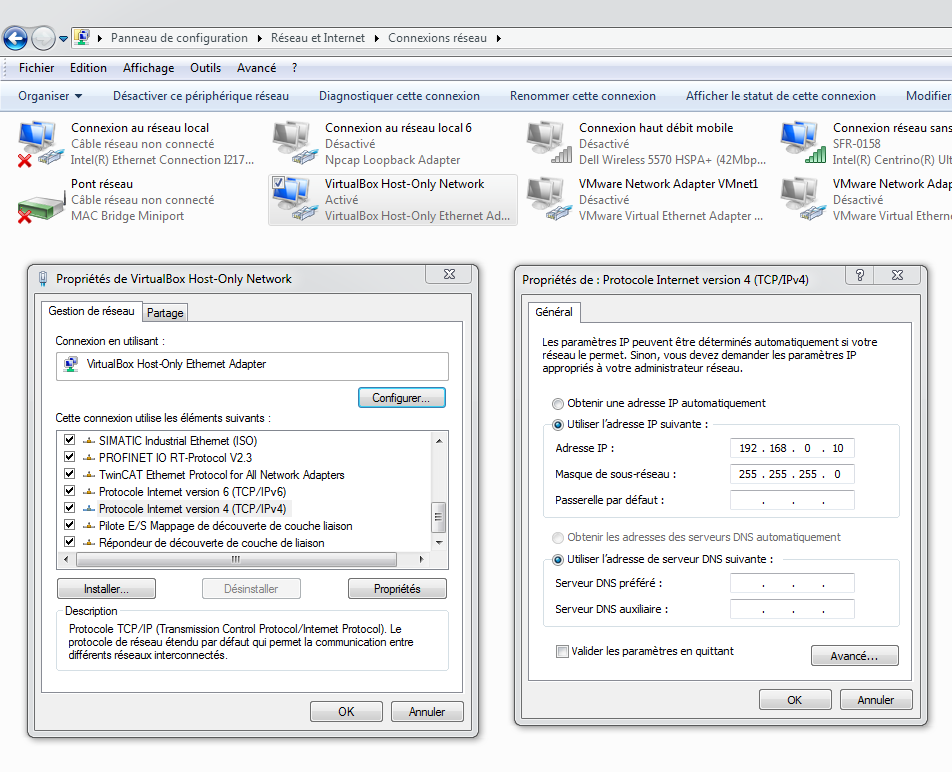 Panneau de configuration Réseau et Internet Connexions réseau
Fichier Edition Affichage Outils Avancé ?
Organiser Désactiver ce périphérique réseau Diagnostiquer cette connexion Renommer cette connexion Afficher le statut de cette connexion Modifier
Connexion au réseau local
Câble réseau non connecté
Intel(R) Ethernet Connection I217...
Connexion au réseau local 6
Désactivé
Npcap Loopback Adapter
Connexion haut débit mobile
Désactivé
Dell Wireless 5570 HSPA+ (42Mbp...
Connexion réseau sans
SFR-0158
Intel(R) Centrino(R) Ult
Pont réseau
Câble réseau non connecté
MAC Bridge Miniport
VirtualBox Host-Only Network
Activé
VirtualBox Host-Only Ethernet Ad...
VMware Network Adapter VMnet1
Désactivé
VMware Virtual Ethernet Adapter ...
VMware Network Adap
Désactivé
VMware Virtual Etherne
Propriétés de VirtualBox Host-Only Network
Gestion de réseau Partage
Connexion en utilisant :
VirtualBox Host-Only Ethernet Adapter
Configurer...
Cette connexion utilise les éléments suivants :
SIMATIC Industrial Ethernet (ISO)
PROFINET IO RT-Protocol V2.3
TwinCAT Ethernet Protocol for All Network Adapters
Protocole Internet version 6 (TCP/IPv6)
Protocole Internet version 4 (TCP/IPv4)
Pilote E/S Mappage de découverte de couche liaison
Répondeur de découverte de couche de liaison
Installer... Désinstaller Propriétés
Description
Protocole TCP/IP (Transmission Control Protocol/Internet Protocol). Le
protocole de réseau étendu par défaut qui permet la communication entre
différents réseaux interconnectés.
OK Annuler
Propriétés de : Protocole Internet version 4 (TCP/IPv4)
?
Général
Les paramètres IP peuvent être déterminés automatiquement si votre
réseau le permet. Sinon, vous devez demander les paramètres IP
appropriés à votre administrateur réseau.
Obtenir une adresse IP automatiquement
Utiliser l'adresse IP suivante :
Adresse IP : 192 . 168 . 0 . 10
Masque de sous-réseau : 255 . 255 . 255 . 0
Passerelle par défaut : . . .
Obtenir les adresses des serveurs DNS automatiquement
Utiliser l'adresse de serveur DNS suivante :
Serveur DNS préféré : . . .
Serveur DNS auxiliaire : . . .
Valider les paramètres en quittant
Avancé...
OK Annuler